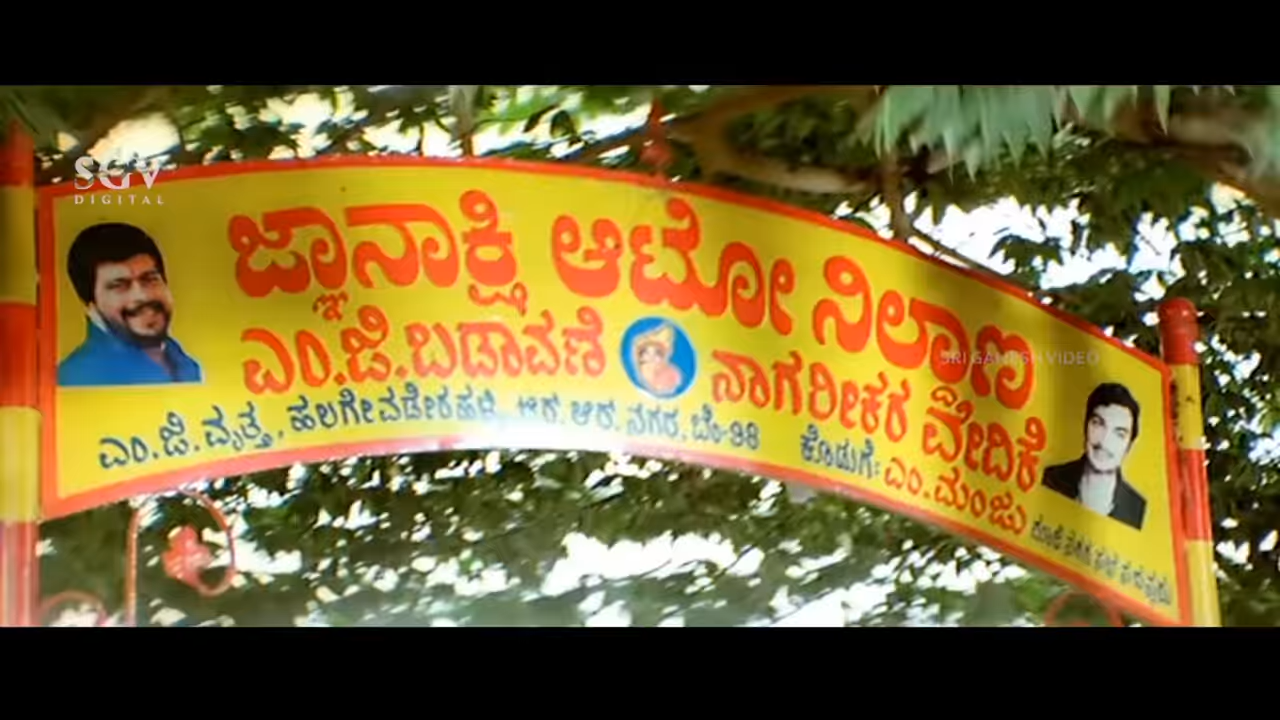 SGV
DIGITAL
ಜ್ಞಾನಾಕ್ಷಿ ಆಟೋ ನಿಲ್ದಾಣ
ಎಂ.ಜಿ.ಬಡಾವಣೆ ನಾಗರೀಕರ ವೇದಿಕೆ
ಎಂ.ಜಿ. ವೃತ್ತ, ಹಲಗೇವಡೇರಹಳ್ಳಿ, ಆರ್. ಆರ್. ನಗರ, ಬೆಂ-98
ಕೊಡುಗೆ: ಎಂ. ಮಂಜು
SRI GANESH VIDEO